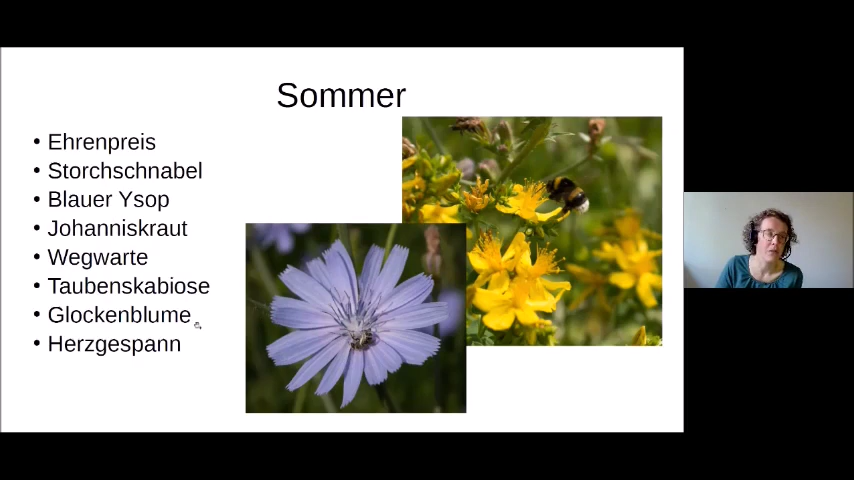 Sommer
• Ehrenpreis
• Storchschnabel
• Blauer Ysop
• Johanniskraut
• Wegwarte
• Taubenskabiose
• Glockenblume
• Herzgespann